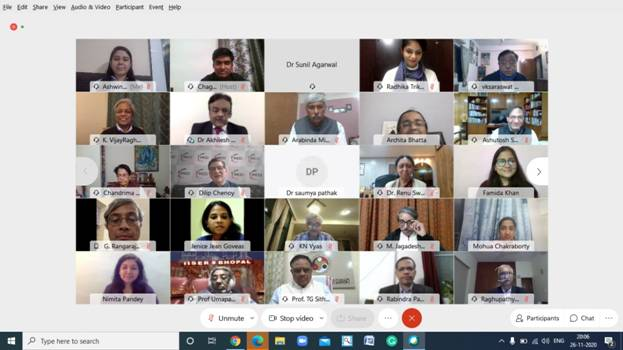 File Edit Share View Audio & Video Participant Event Help
Dr Sunil Agarwal
Ashwin... (Me)
Chag... (Host)
Radhika Trik...
vksaraswat ...
K. VijayRagh...
Dr Akhilesh ...
Arabinda Mi...
Archita Bhatta
Ashutosh S...
DP
Chandrima ...
Dilip Chenoy
Dr saumya pathak
Dr. Renu Sw...
Famida Khan
G. Rangaraj...
Jenice Jean Goveas
KN Vyas
M. Jagadesh...
Mohua Chakraborty
IISER BHOPAL
Nimita Pandey
Prof Umapa...
Prof. TG Sith...
Rabindra Pa...
Raghupathy...
Unmute
Stop video
Share
Participants
Chat
Type here to search
ENG
20:06
26-11-2020